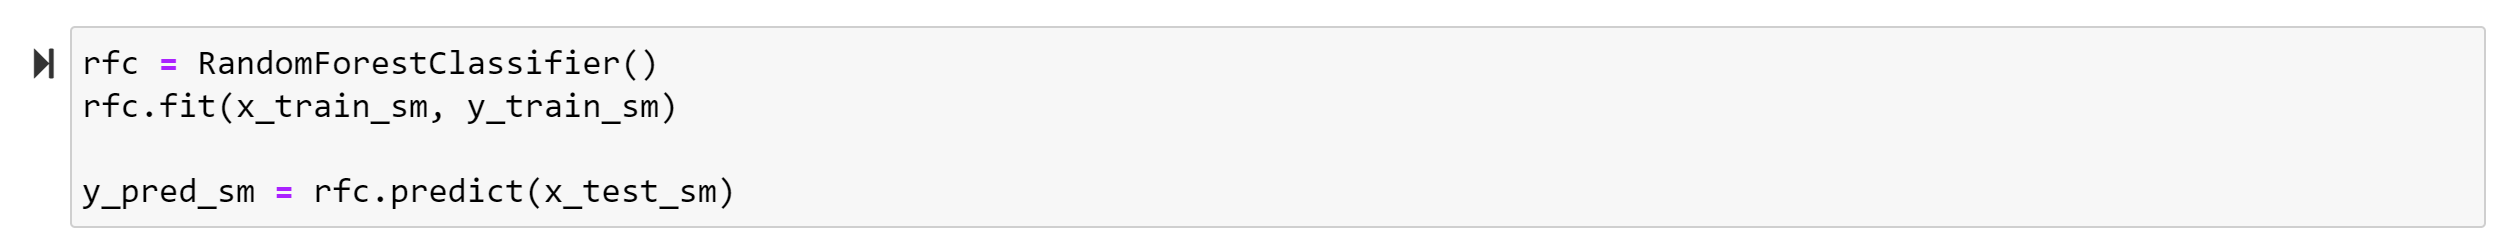 rfc = RandomForestClassifier()
rfc.fit(x_train_sm, y_train_sm)
y_pred_sm = rfc.predict(x_test_sm)